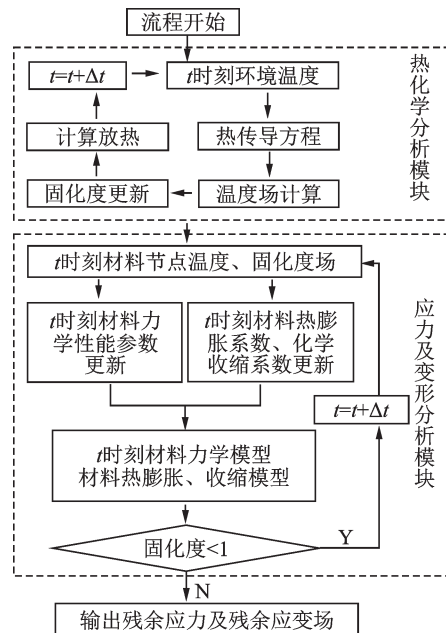 流程开始
t=t+Δt
t时刻环境温度
计算放热
热传导方程
固化度更新
温度场计算
热化学分析模块
t时刻材料节点温度、固化度场
t时刻材料力
学性能参数
更新
t时刻材料热膨
胀系数、化学
收缩系数更新
t=t+Δt
应力及变形分析模块
t时刻材料力学模型
材料热膨胀、收缩模型
固化度<1
Y
N
输出残余应力及残余应变场